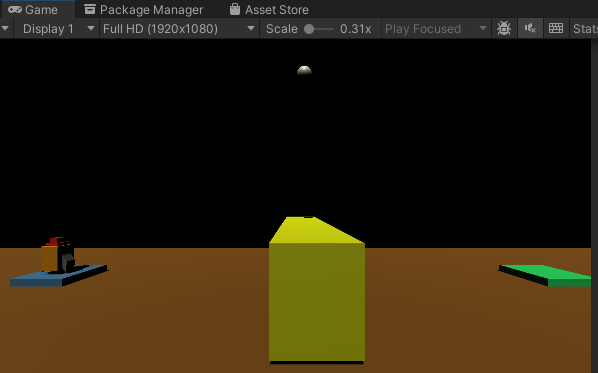 Game Package Manager Asset Store
Display 1 Full HD (1920x1080) Scale 0.31x Play Focused Stats